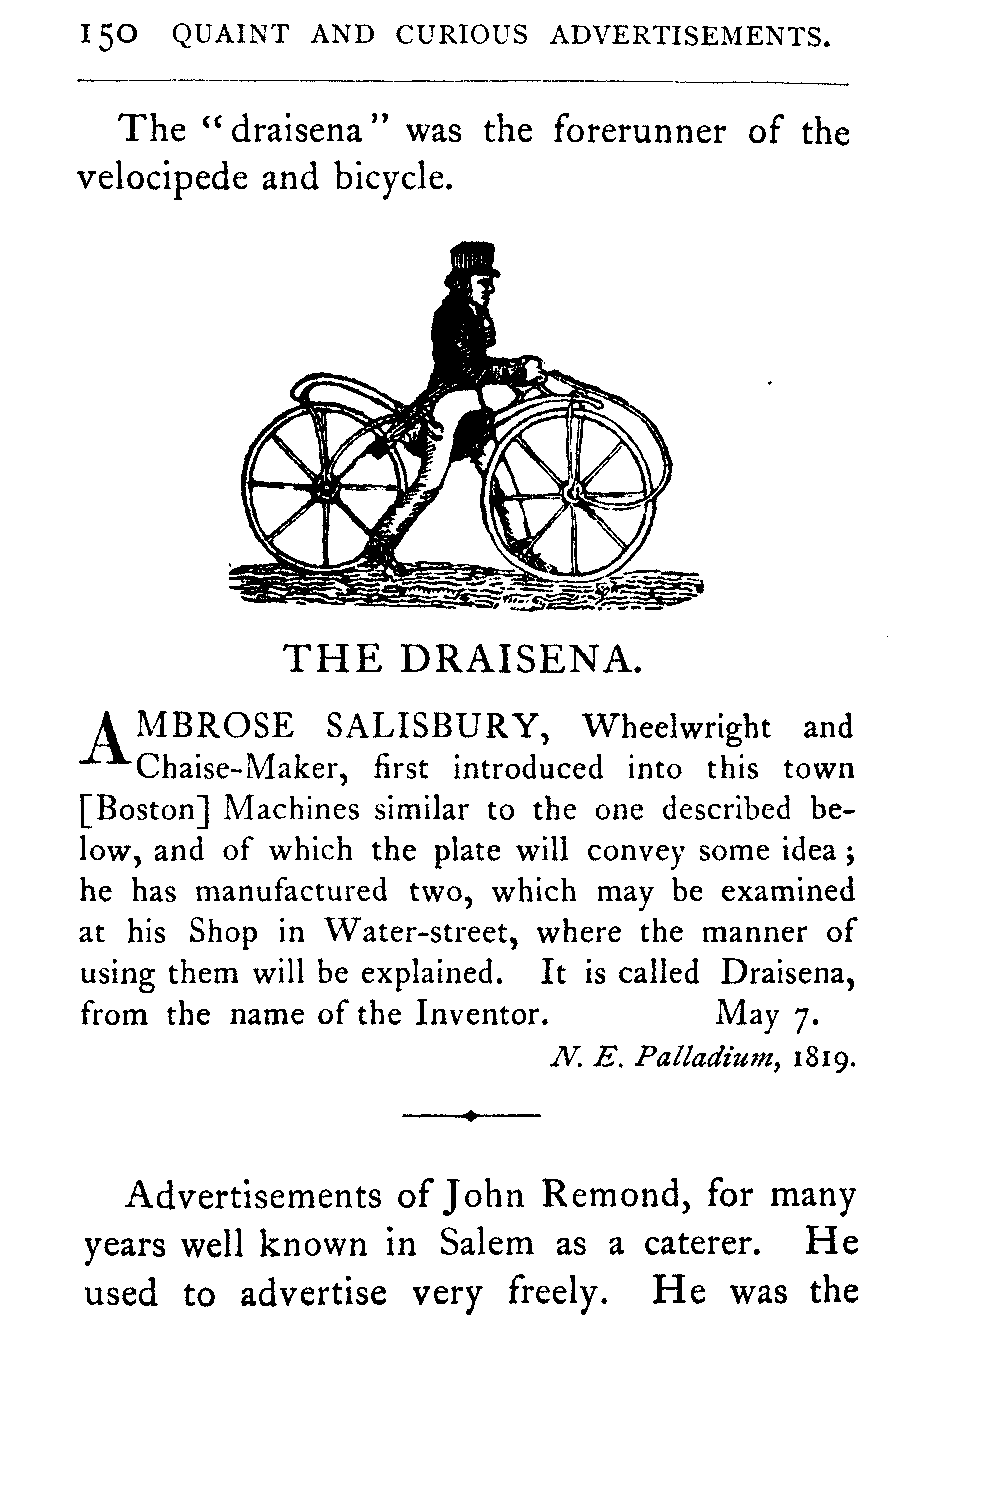 150 QUAINT AND CURIOUS ADVERTISEMENTS.
The "draisena" was the forerunner of the
velocipede and bicycle.
THE DRAISENA.
AMBROSE SALISBURY, Wheelwright and
Chaise-Maker, first introduced into this town
[Boston] Machines similar to the one described be-
low, and of which the plate will convey some idea;
he has manufactured two, which may be examined
at his Shop in Water-street, where the manner of
using them will be explained. It is called Draisena,
from the name of the Inventor. May 7.
N. E. Palladium, 1819.
Advertisements of John Remond, for many
years well known in Salem as a caterer. He
used to advertise very freely. He was the